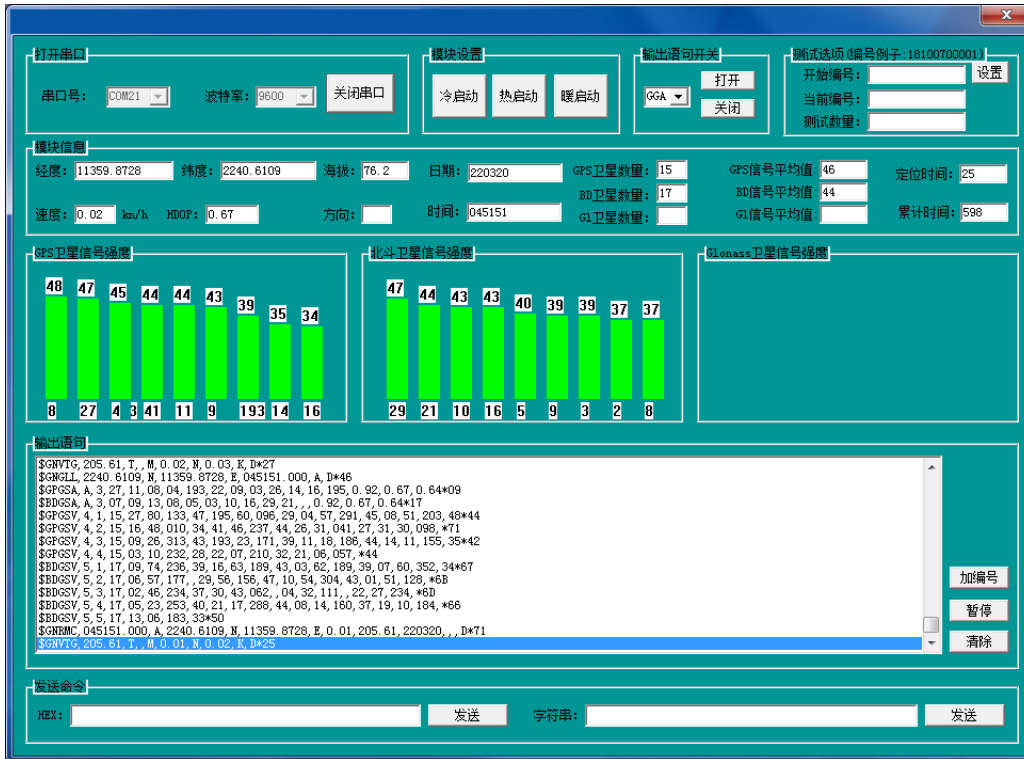 x
打开串口
串口号: COM21 波特率: 9600 关闭串口
模块设置
冷启动 热启动 暖启动
输出语句开关
GGA 打开
关闭
测试选项(编号例子:18100700001)
开始编号: 设置
当前编号:
测试数量:
模块信息
经度: 11359.8728 纬度: 2240.6109 海拔: 76.2 日期: 220320 GPS卫星数量: 15 GPS信号平均值: 46 定位时间: 25
BD卫星数量: 17 BD信号平均值: 44
速度: 0.02 km/h HDOP: 0.67 方向: 时间: 045151 Gl卫星数量: Gl信号平均值: 累计时间: 598
GPS卫星信号强度
48 47 45 44 44 43 39 35 34
8 27 4 3 41 11 9 193 14 16
北斗卫星信号强度
47 44 43 43 40 39 39 37 37
29 21 10 16 5 9 3 2 8
Glonass卫星信号强度
输出语句
$GNVTG,205.61,T,,M,0.02,N,0.03,K,D*27
$GNGLL,2240.6109,N,11359.8728,E,045151.000,A,D*46
$GPGSA,A,3,27,11,08,04,193,22,09,03,26,14,16,195,0.92,0.67,0.64*09
$BDGSA,A,3,07,09,13,08,05,03,10,16,29,21,,,0.92,0.67,0.64*17
$GPGSV,4,1,15,27,80,133,47,195,60,096,29,04,57,291,45,08,51,203,48*44
$GPGSV,4,2,15,16,48,010,34,41,46,237,44,26,31,041,27,31,30,098,*71
$GPGSV,4,3,15,09,26,313,43,193,23,171,39,11,18,186,44,14,11,155,35*42
$GPGSV,4,4,15,03,10,232,28,22,07,210,32,21,06,057,*44
$BDGSV,5,1,17,09,74,236,39,16,63,189,43,03,62,189,39,07,60,352,34*67
$BDGSV,5,2,17,06,57,177,,29,56,156,47,10,54,304,43,01,51,128,*6B
$BDGSV,5,3,17,02,46,234,37,30,43,062,,04,32,111,,22,27,234,*6D
$BDGSV,5,4,17,05,23,253,40,21,17,288,44,08,14,160,37,19,10,184,*66
$BDGSV,5,5,17,13,06,183,33*50
$GNRMC,045151.000,A,2240.6109,N,11359.8728,E,0.01,205.61,220320,,,D*71
$GNVTG,205.61,T,,M,0.01,N,0.02,K,D*25
加编号
暂停
清除
发送命令
HEX: 发送 字符串: 发送